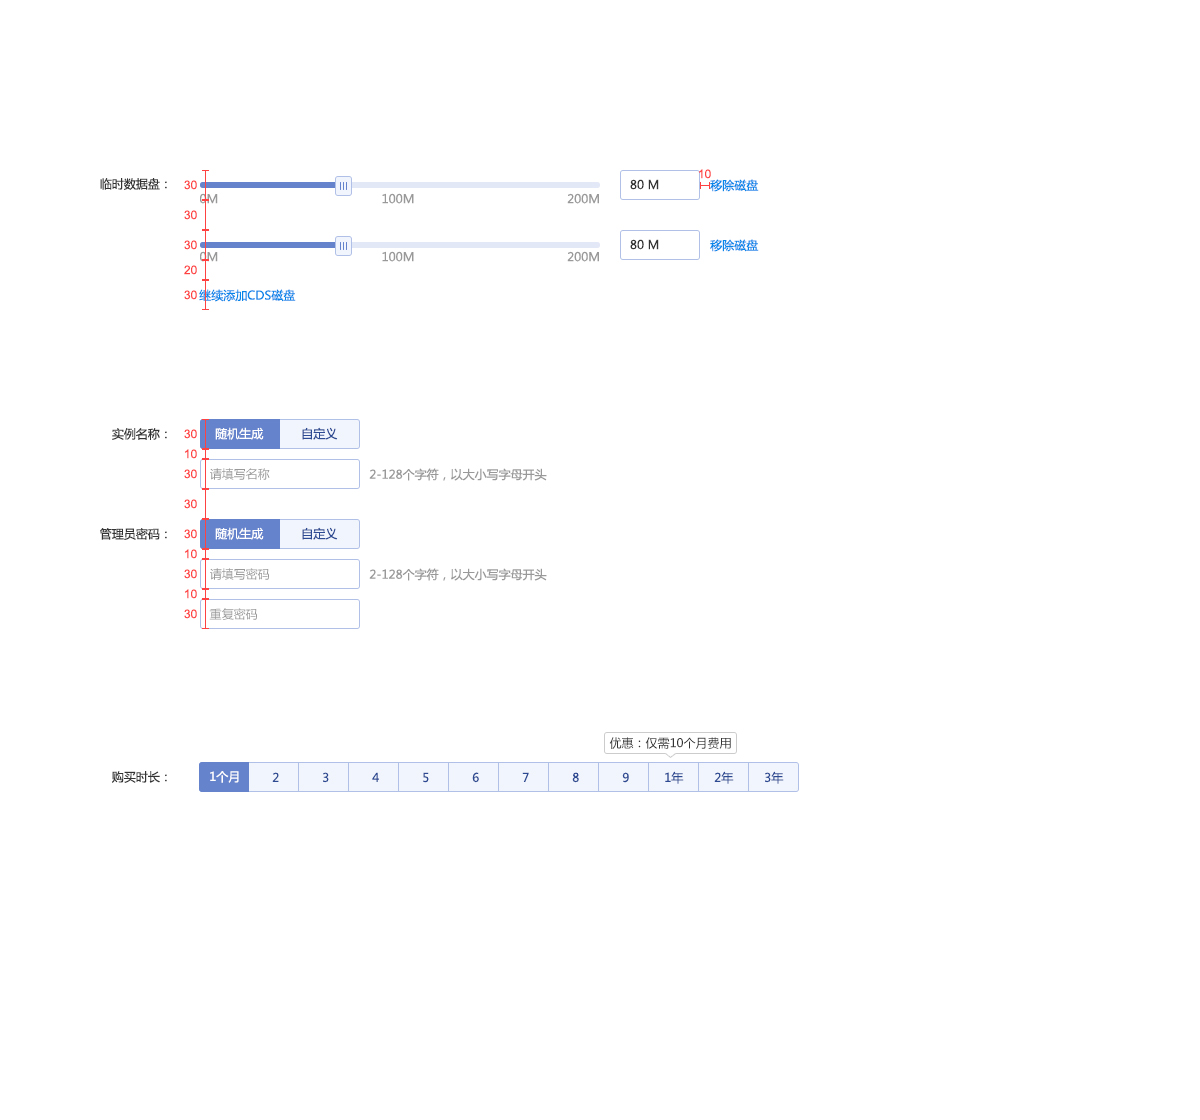 临时数据盘：
30
80 M
10
移除磁盘
0M
100M
200M
30
30
80 M
移除磁盘
0M
100M
200M
20
30
继续添加CDS磁盘
实例名称：
30
随机生成
自定义
10
30
请填写名称
2-128个字符，以大小写字母开头
30
管理员密码：
30
随机生成
自定义
10
30
请填写密码
2-128个字符，以大小写字母开头
10
30
重复密码
优惠：仅需10个月费用
购买时长：
1个月
2
3
4
5
6
7
8
9
1年
2年
3年